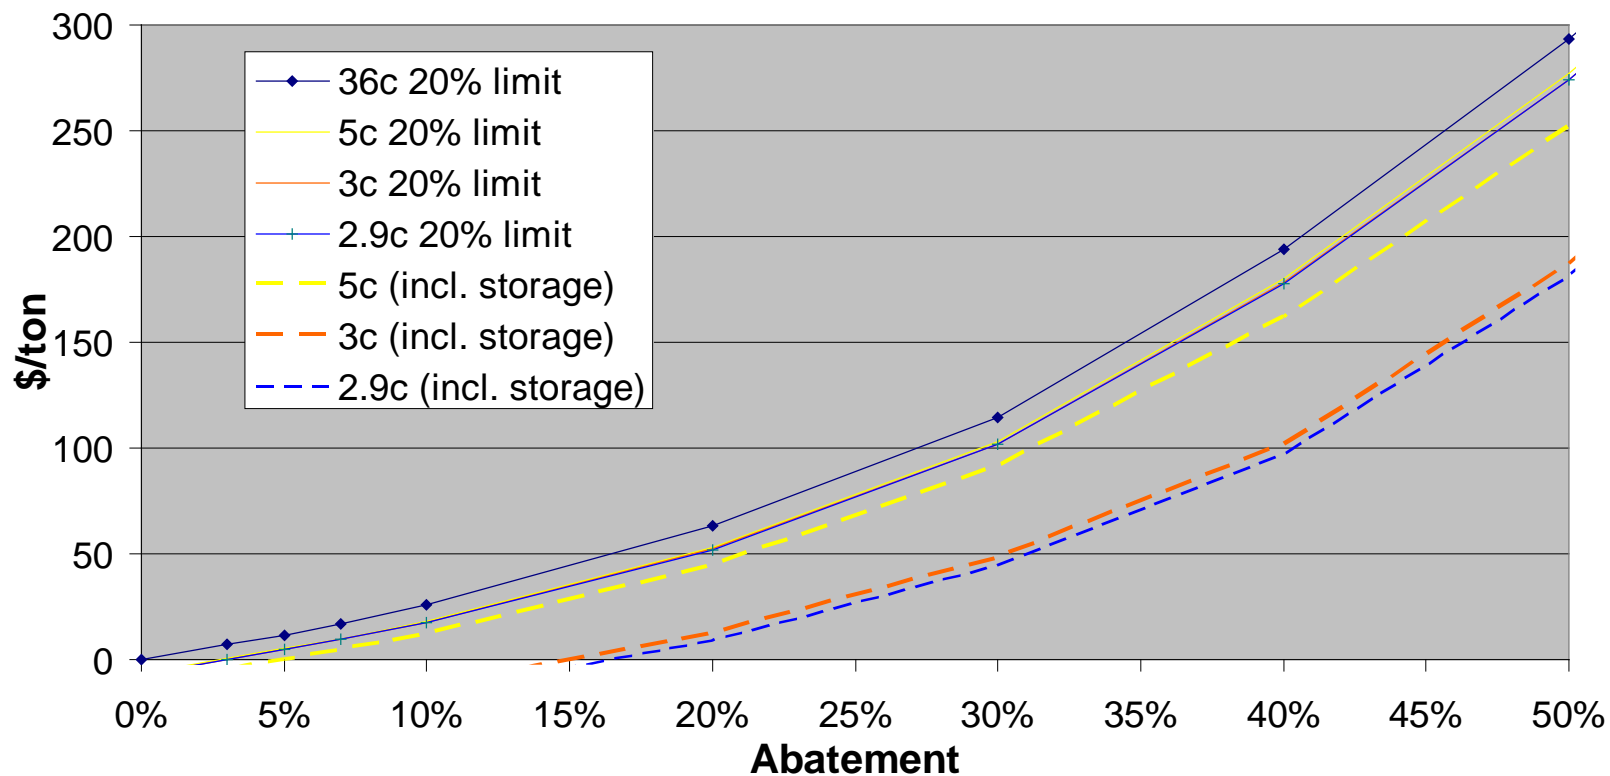 300
250
200
150
100
50
0
$/ton
36c 20% limit
5c 20% limit
3c 20% limit
2.9c 20% limit
5c (incl. storage)
3c (incl. storage)
2.9c (incl. storage)
0% 5% 10% 15% 20% 25% 30% 35% 40% 45% 50%
Abatement